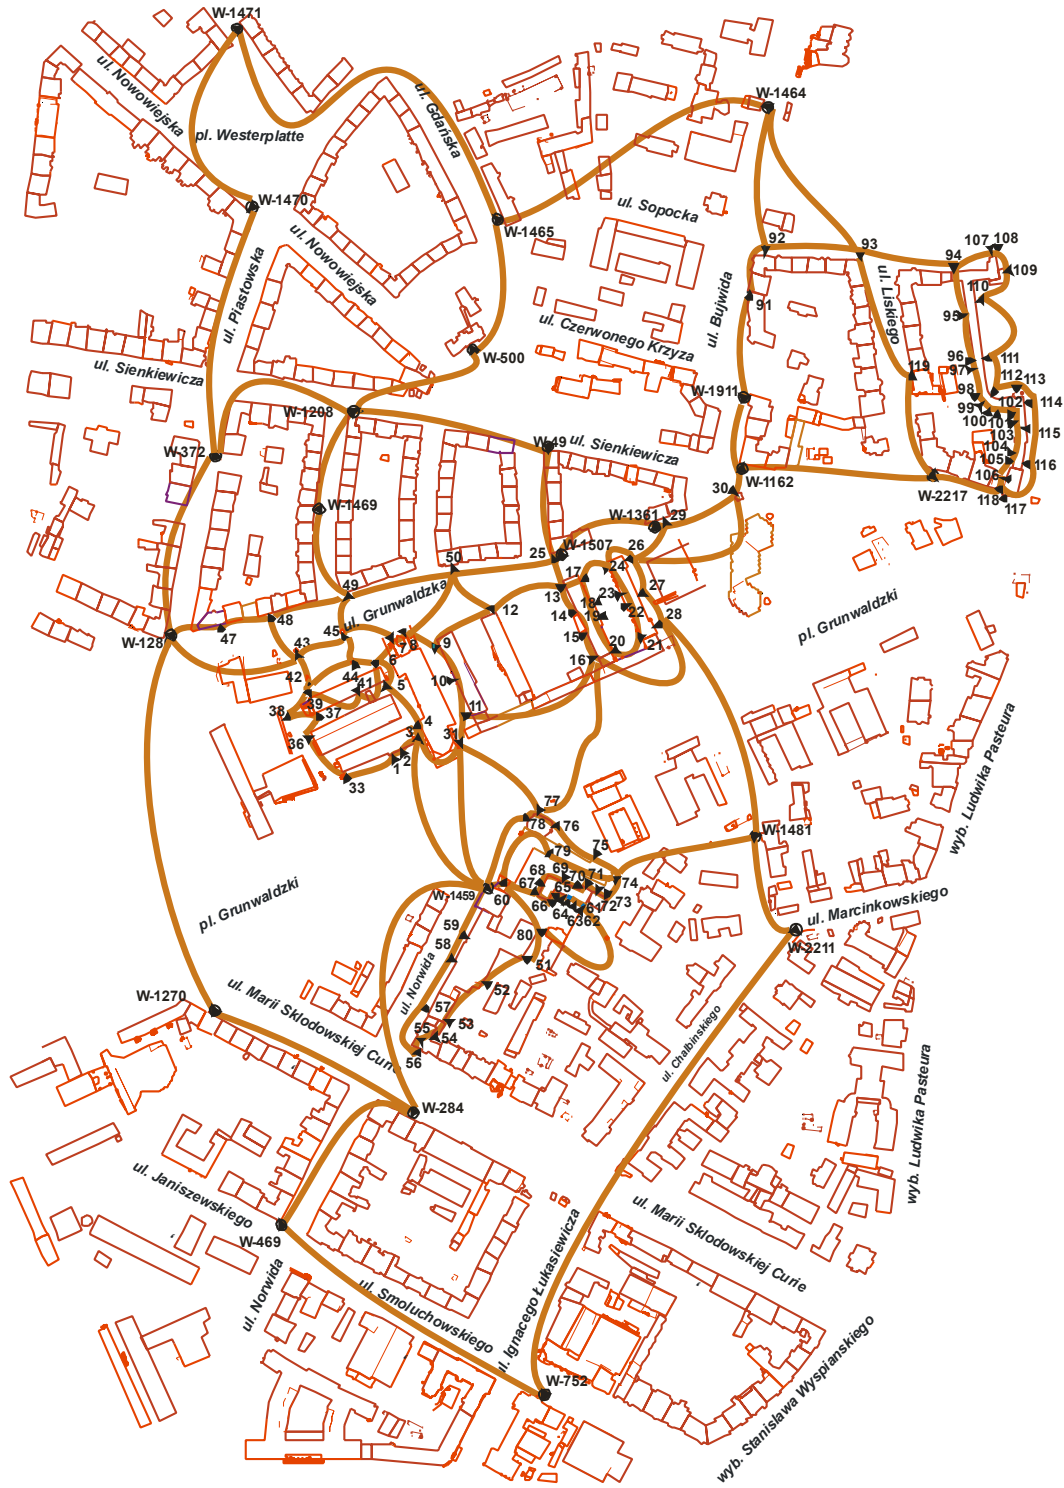 W-1471
ul. Nowowiejska
pl. Westerplatte
ul. Gdańska
W-1464
W-1470
ul. Nowowiejska
W-1465
ul. Sopocka
ul. Piastowska
92
93
94
107
108
109
110
91
ul. Bujwida
ul. Liskiego
95
ul. Czerwonego Krzyza
W-500
ul. Sienkiewicza
96
97
111
119
112
113
98
99
100
102
101
114
103
115
W-1911
W-1208
W-372
W-49
ul. Sienkiewicza
104
105
106
116
W-1162
W-2217
118
117
30
W-1469
W-1361
29
W-1507
25
26
50
49
ul. Grunwaldzka
17
24
27
13
12
18
23
22
14
19
28
15
20
21
16
48
47
W-128
45
43
7
8
9
6
pl. Grunwaldzki
42
44
41
5
10
39
38
37
11
4
3
36
31
2
1
33
77
78
76
W-1481
wyb. Ludwika Pasteura
79
75
69
68
70
71
74
67
65
W-1459
60
66
64
61
72
73
63
62
pl. Grunwaldzki
59
80
ul. Marcinkowskiego
W-2211
58
51
ul. Norwida
52
W-1270
ul. Marii Sklodowskiej Curie
57
53
55
54
56
ul. Chałbinskiego
wyb. Ludwika Pasteura
W-284
ul. Janiszewskiego
W-469
ul. Norwida
ul. Smoluchowskiego
ul. Ignacego Łukasiewicza
ul. Marii Sklodowskiej Curie
W-752
wyb. Stanisława Wyspianskiego